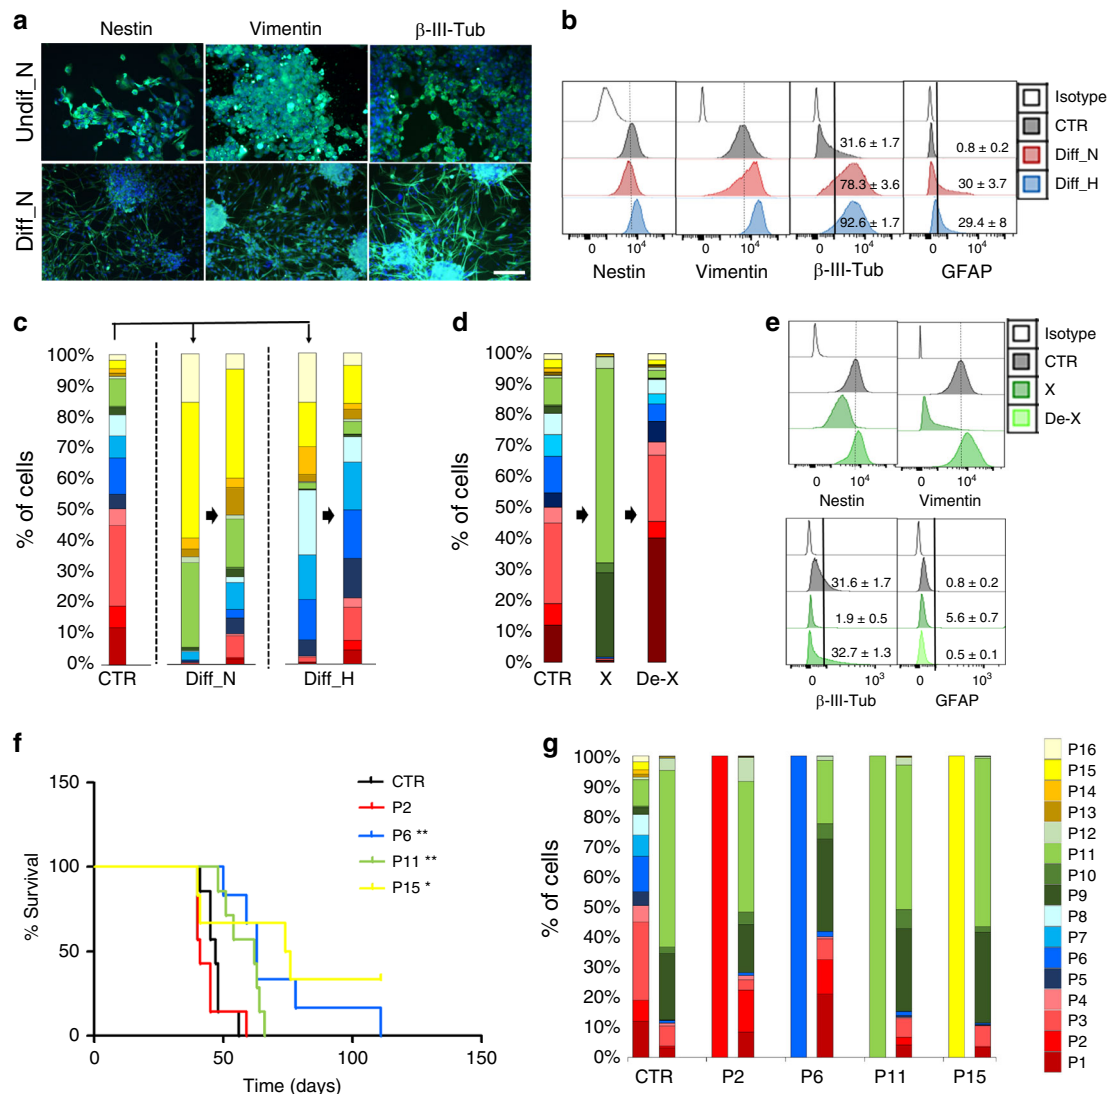 a
Nestin
Vimentin
β-III-Tub
Undif_N
Diff_N
b
31.6 ± 1.7
0.8 ± 0.2
78.3 ± 3.6
30 ± 3.7
92.6 ± 1.7
29.4 ± 8
0 10⁴
0 10⁴
0 10⁴
0 10⁴
Nestin
Vimentin
β-III-Tub
GFAP
Isotype
CTR
Diff_N
Diff_H
c
% of cells
100%
90%
80%
70%
60%
50%
40%
30%
20%
10%
0%
CTR
Diff_N
Diff_H
d
% of cells
100%
90%
80%
70%
60%
50%
40%
30%
20%
10%
0%
CTR
X
De-X
e
0 10⁴
0 10⁴
Nestin
Vimentin
Isotype
CTR
X
De-X
31.6 ± 1.7
0.8 ± 0.2
1.9 ± 0.5
5.6 ± 0.7
32.7 ± 1.3
0.5 ± 0.1
0 10³
0 10³
β-III-Tub
GFAP
f
% Survival
150
100
50
0
0 50 100 150
Time (days)
CTR
P2
P6 **
P11 **
P15 *
g
% of cells
100%
90%
80%
70%
60%
50%
40%
30%
20%
10%
0%
CTR
P2
P6
P11
P15
P16
P15
P14
P13
P12
P11
P10
P9
P8
P7
P6
P5
P4
P3
P2
P1